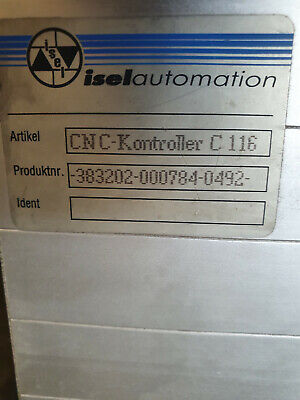 isel
iselautomation
Artikel CNC-Kontroller C 116
Produktnr. -383202-000784-0492-
Ident